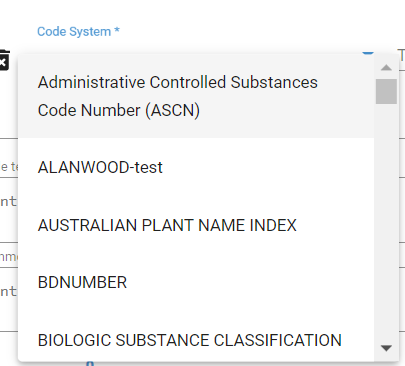 Code System *
Administrative Controlled Substances
Code Number (ASCN)
ALANWOOD-test
AUSTRALIAN PLANT NAME INDEX
BDNUMBER
BIOLOGIC SUBSTANCE CLASSIFICATION